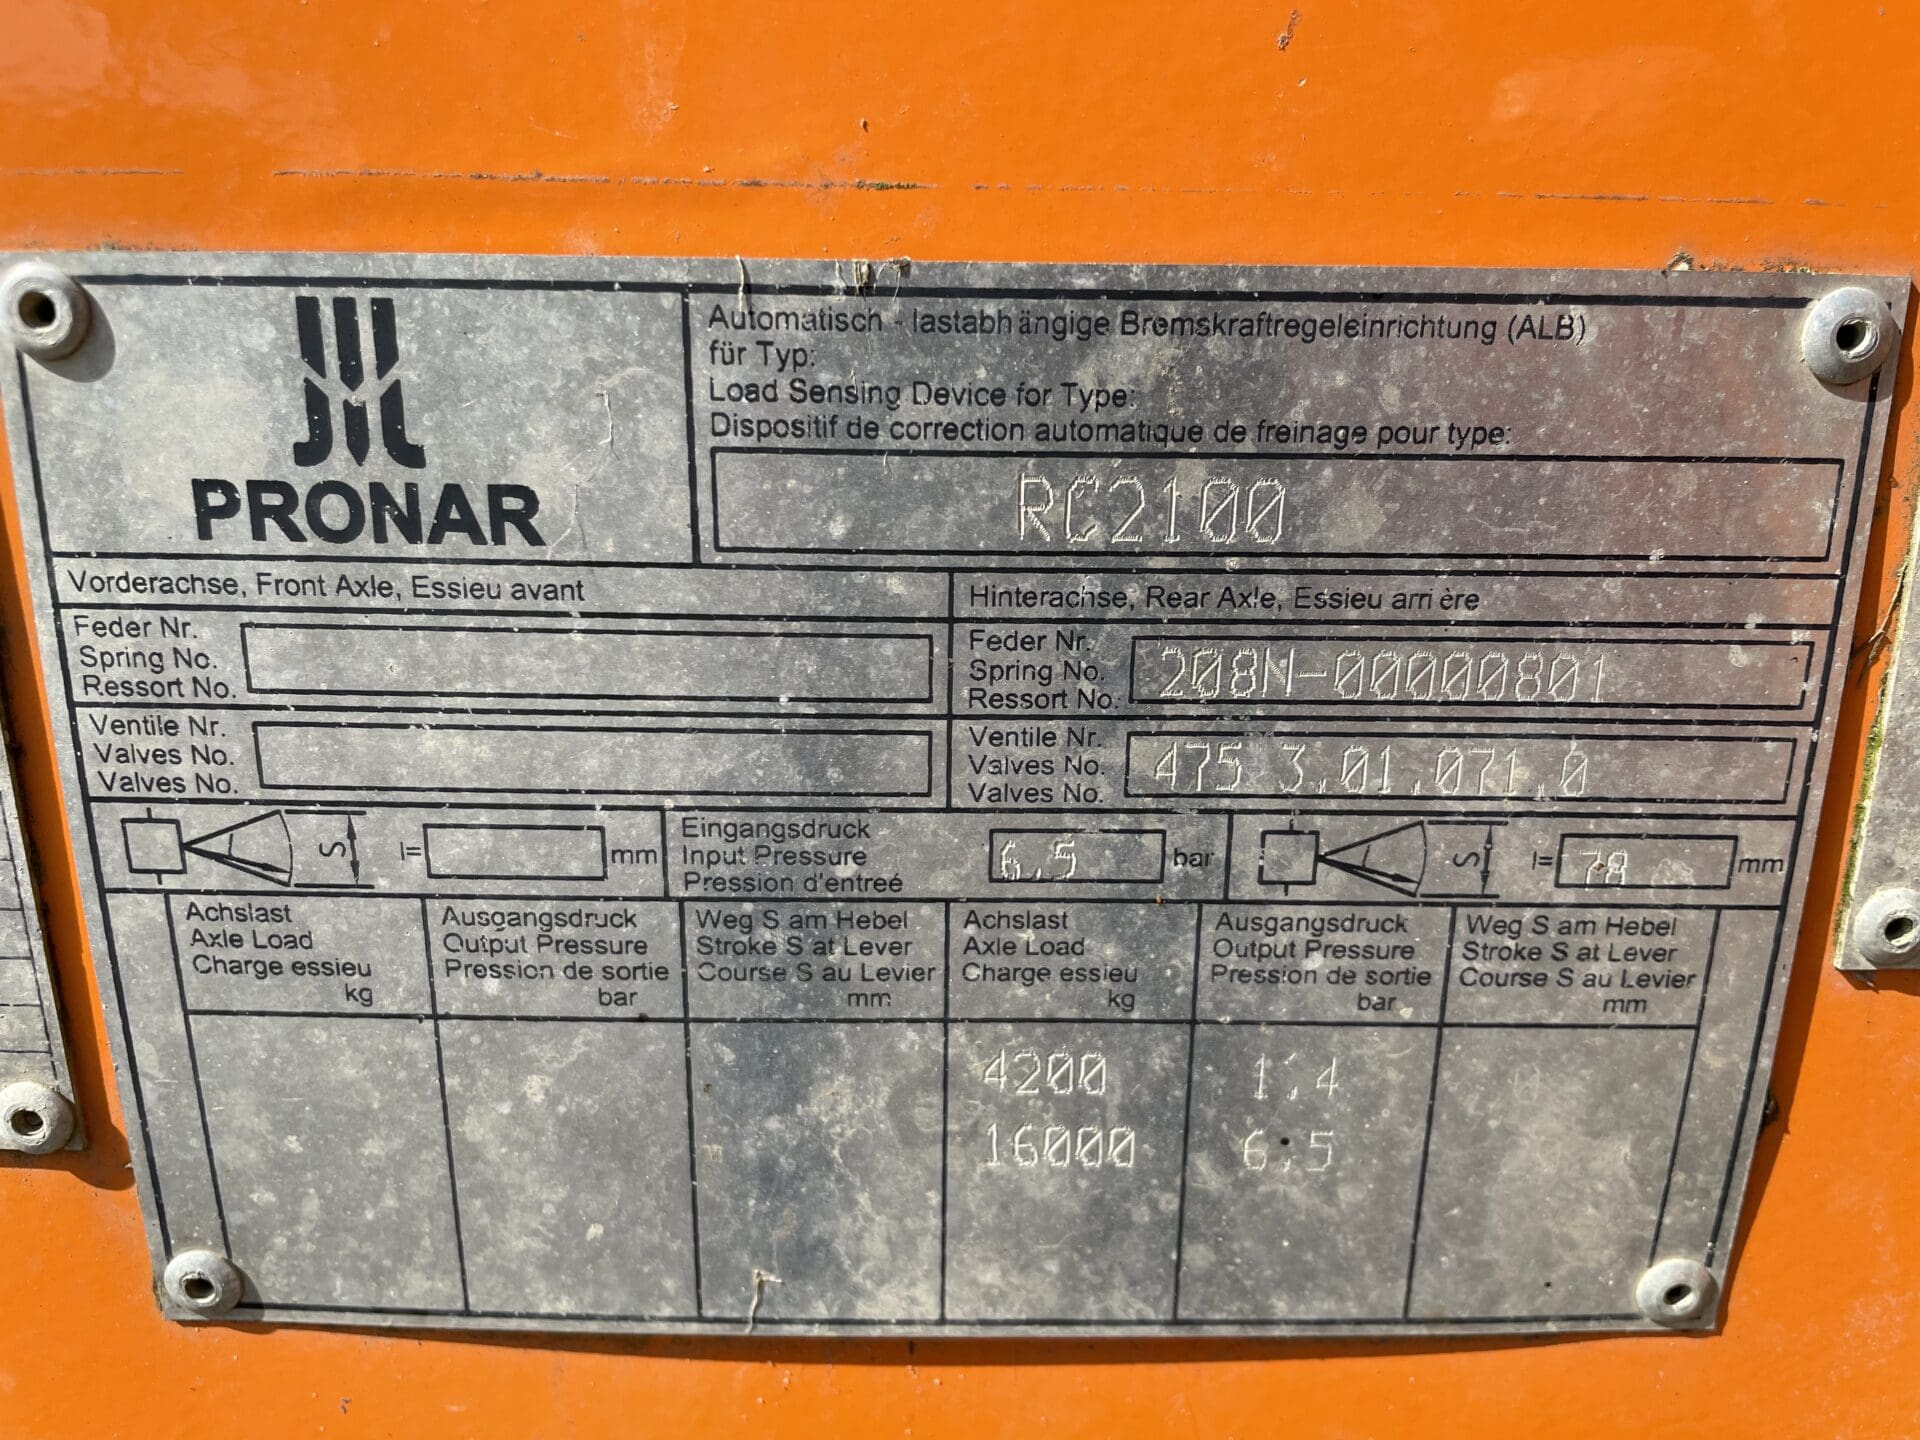 PRONAR
Automatisch - lastabhängige Bremskraftregeleinrichtung (ALB)
für Typ:
Load Sensing Device for Type:
Dispositif de correction automatique de freinage pour type:
RC2100
Vorderachse, Front Axle, Essieu avant
Feder Nr.
Spring No.
Ressort No.
Ventile Nr.
Valves No.
Valves No.
Hinterachse, Rear Axle, Essieu arrière
Feder Nr.
Spring No.
Ressort No.
208N-00000801
Ventile Nr.
Valves No.
Valves No.
475 3.01.071.0
S
l=
mm
Eingangsdruck
Input Pressure
Pression d'entreé
6.5
bar
S
l=
78
mm
Achslast
Axle Load
Charge essieu
kg
Ausgangsdruck
Output Pressure
Pression de sortie
bar
Weg S am Hebel
Stroke S at Lever
Course S au Levier
mm
Achslast
Axle Load
Charge essieu
kg
Ausgangsdruck
Output Pressure
Pression de sortie
bar
Weg S am Hebel
Stroke S at Lever
Course S au Levier
mm
4200 1.4
16000 6.5